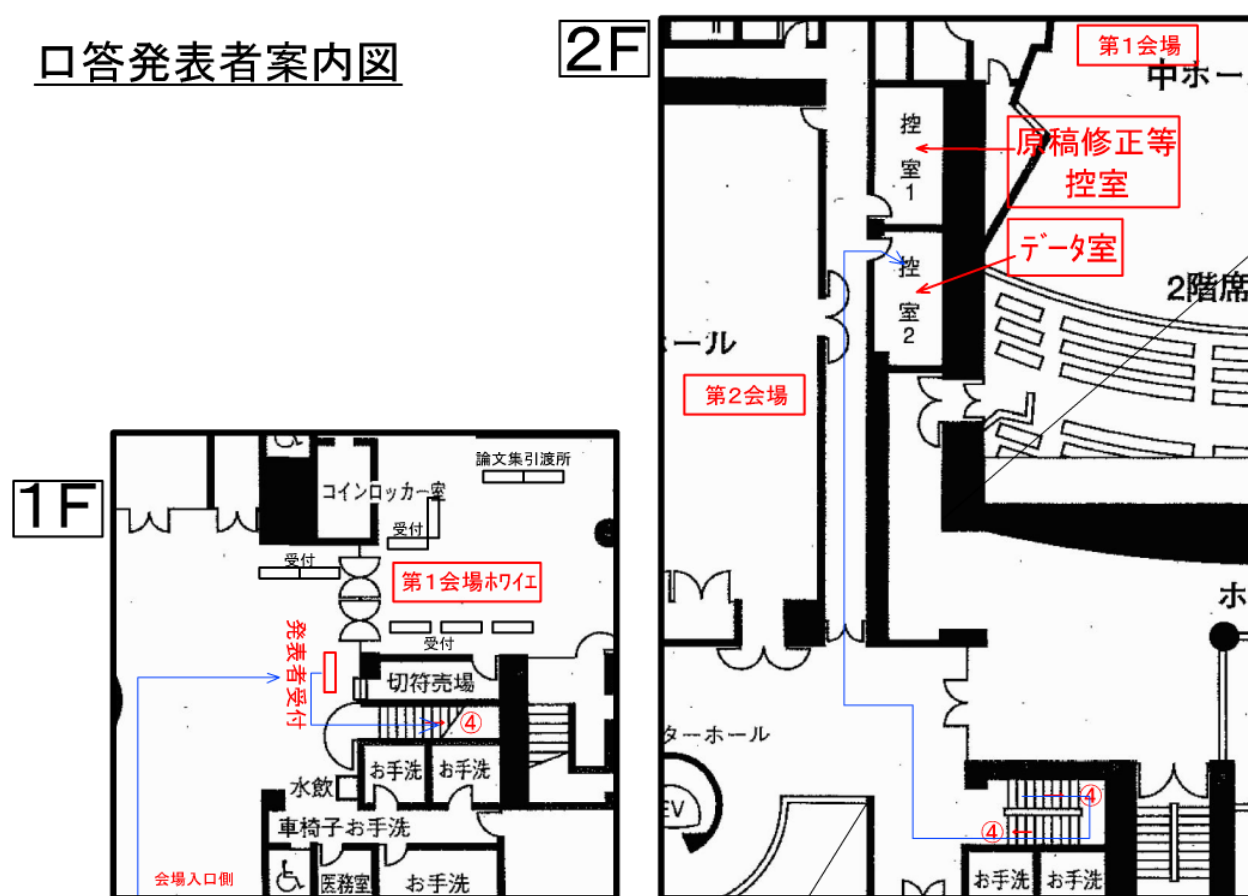 口答発表者案内図
2F
第1会場
中ホー
控室1
原稿修正等
控室
データ室
控室2
2階席
ール
第2会場
ホ
ターホール
EV
④
④
お手洗
お手洗
1F
論文集引渡所
コインロッカー室
受付
受付
第1会場ホワイエ
受付
発表者受付
切符売場
④
お手洗
お手洗
水飲
車椅子お手洗
会場入口側
医務室
お手洗